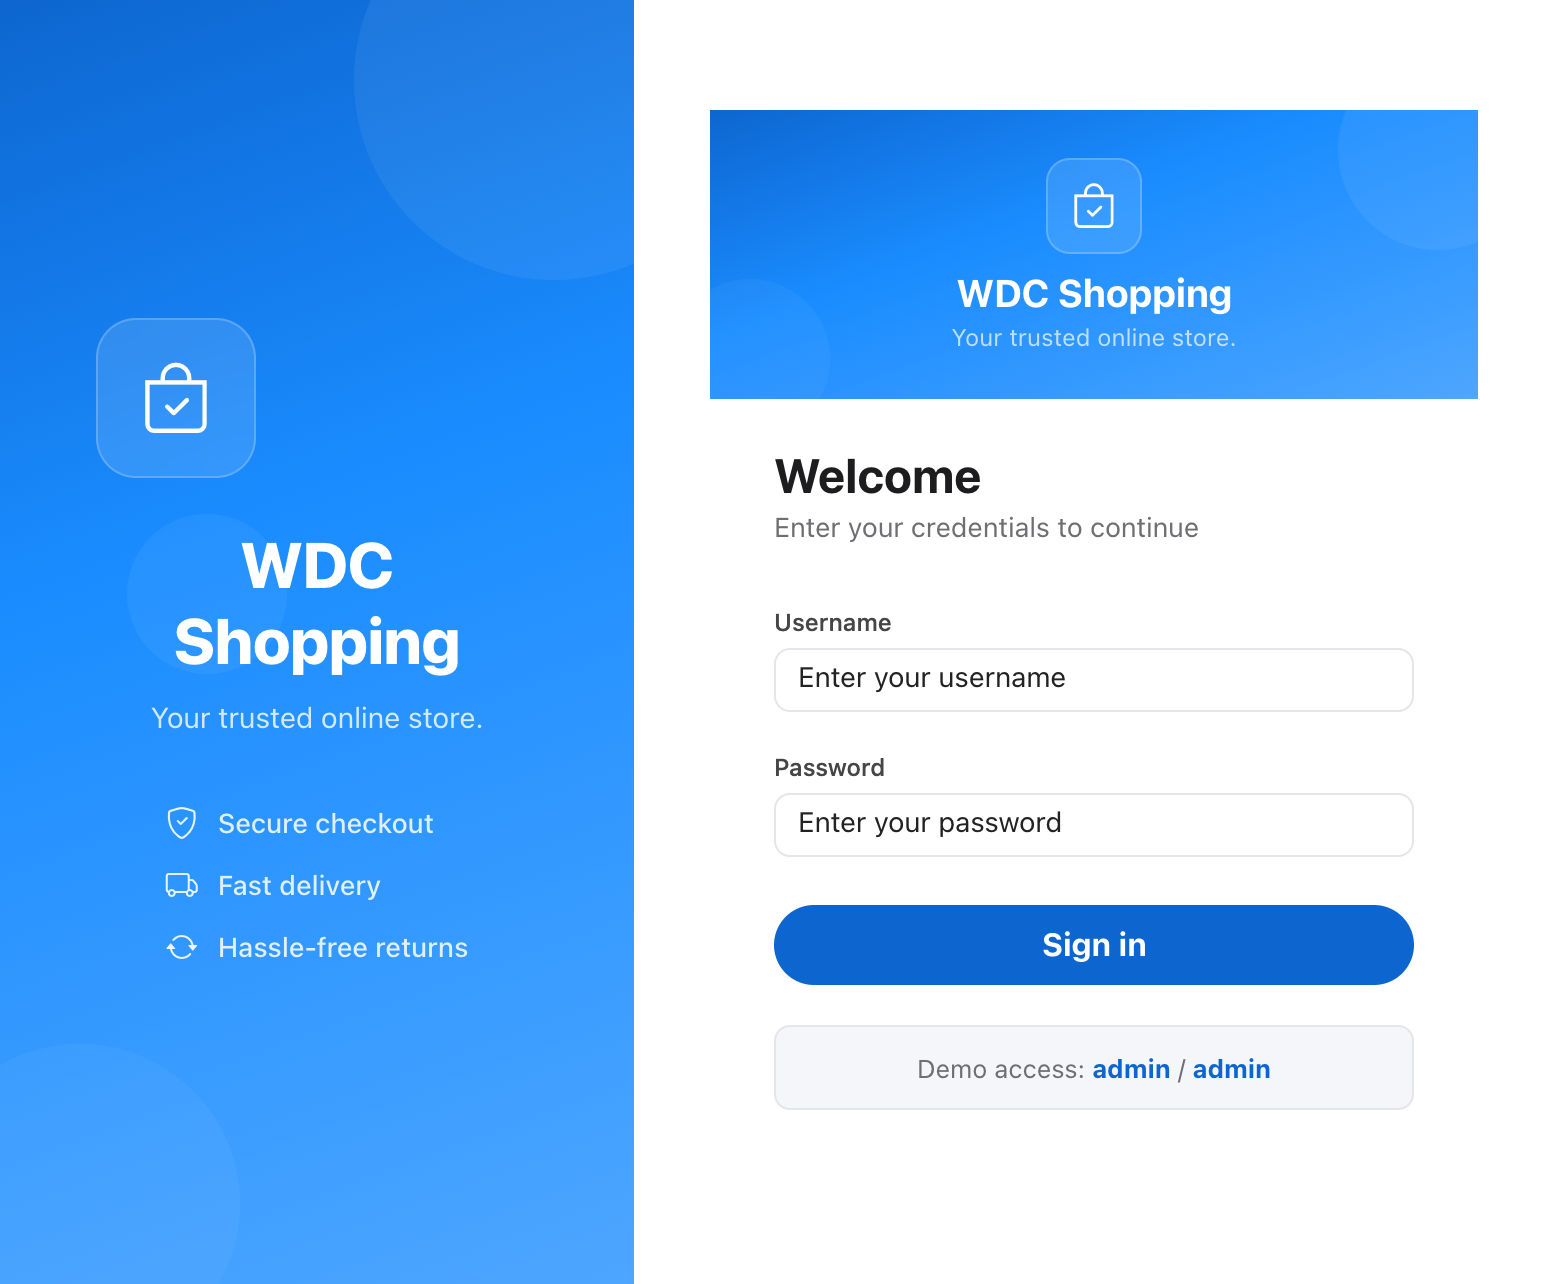 WDC
Shopping
Your trusted online store.
Secure checkout
Fast delivery
Hassle-free returns
WDC Shopping
Your trusted online store.
Welcome
Enter your credentials to continue
Username
Enter your username
Password
Enter your password
Sign in
Demo access: admin / admin